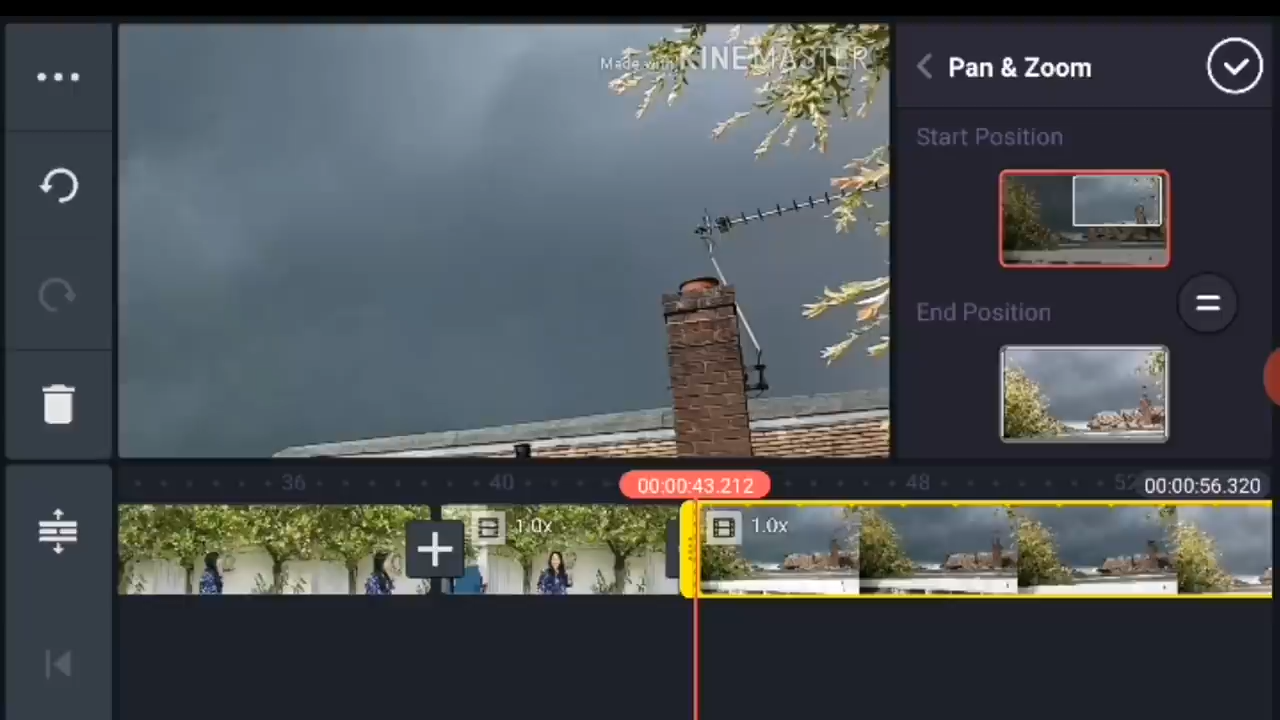 Made with KINEMASTER
Pan & Zoom
Start Position
End Position
36
40
00:00:43.212
48
52
00:00:56.320
1.0x
1.0x